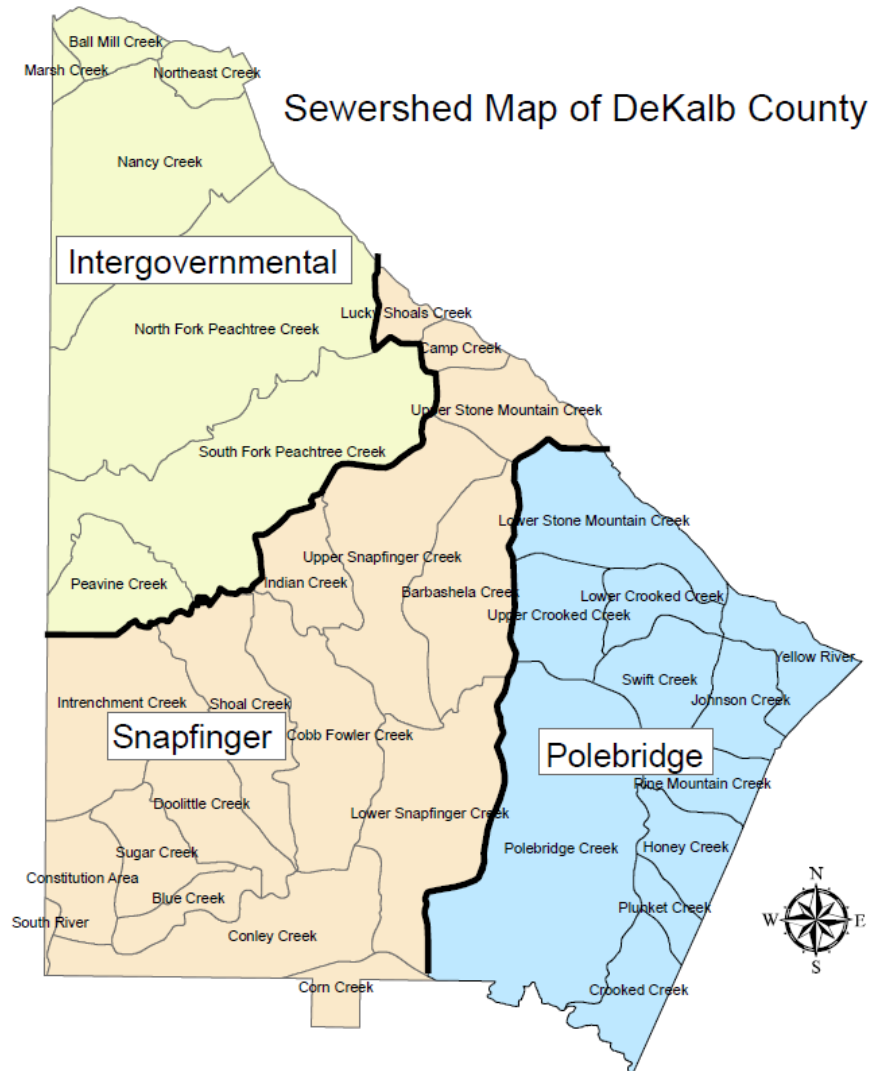 Ball Mill Creek
Marsh Creek
Northeast Creek
Sewershed Map of DeKalb County
Nancy Creek
Intergovernmental
Lucky Shoals Creek
North Fork Peachtree Creek
Camp Creek
Upper Stone Mountain Creek
South Fork Peachtree Creek
Lower Stone Mountain Creek
Upper Snapfinger Creek
Peavine Creek
Indian Creek
Barbashela Creek
Lower Crooked Creek
Upper Crooked Creek
Yellow River
Swift Creek
Johnson Creek
Intrenchment Creek
Shoal Creek
Snapfinger
Cobb Fowler Creek
Polebridge
Pine Mountain Creek
Doolittle Creek
Lower Snapfinger Creek
Sugar Creek
Polebridge Creek
Honey Creek
Constitution Area
Blue Creek
Plunket Creek
South River
Conley Creek
Corn Creek
Crooked Creek
N
W
E
S